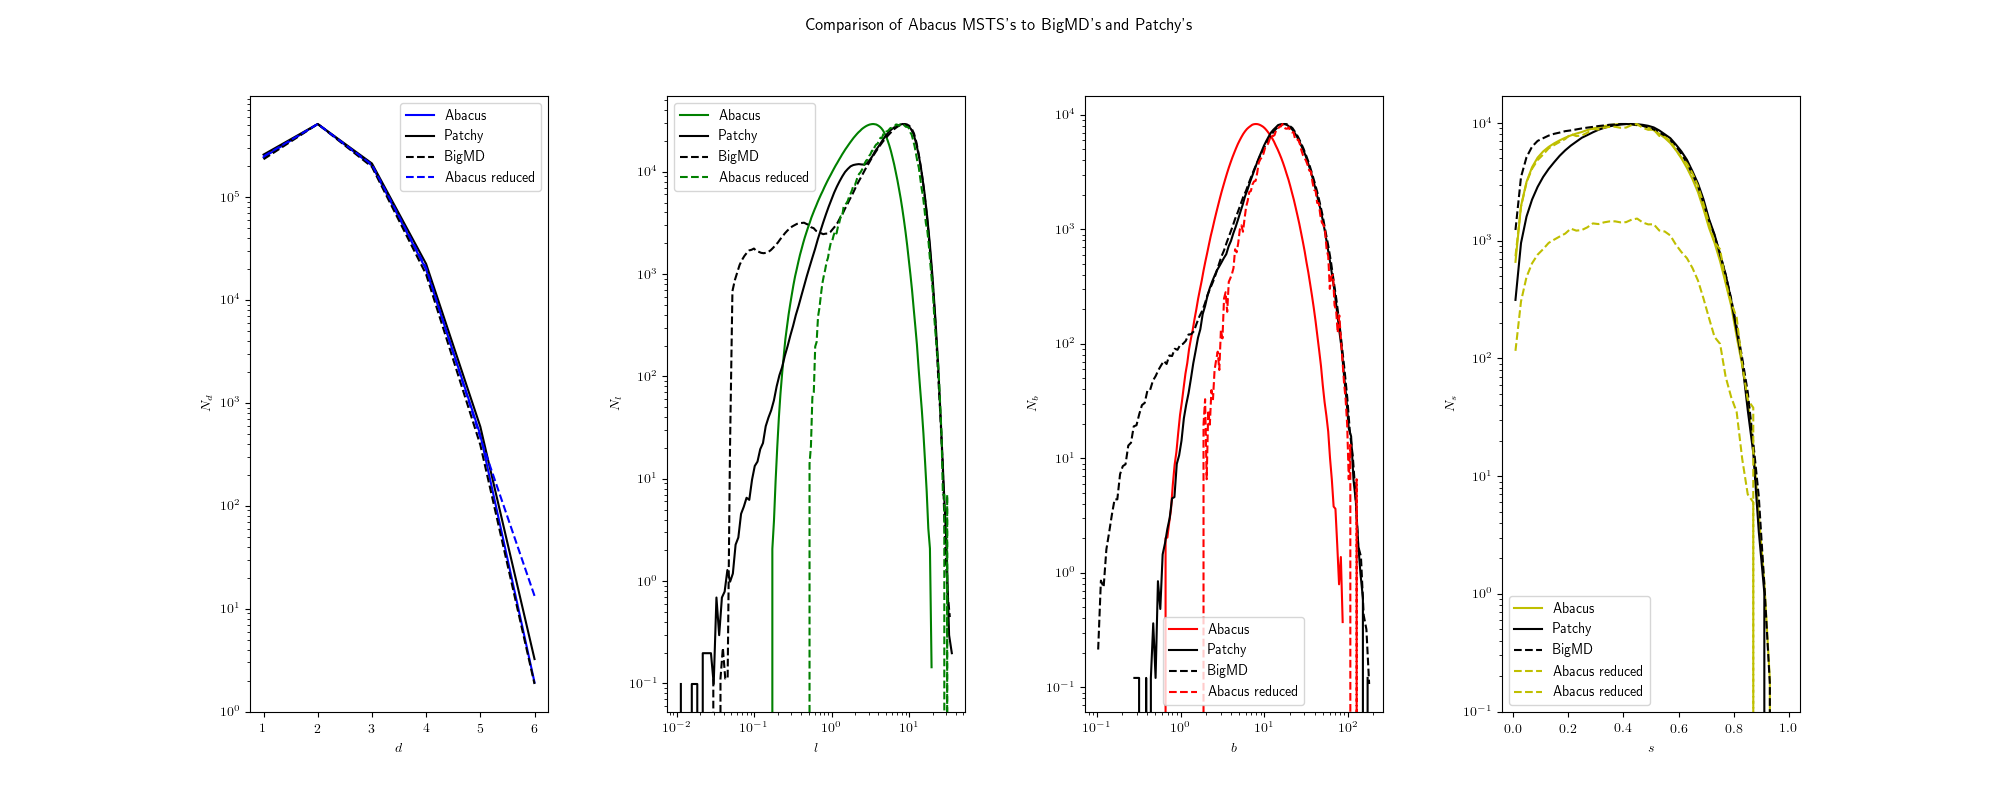 Comparison of Abacus MSTS's to BigMD's and Patchy's
Abacus
Patchy
BigMD
Abacus reduced
10^5
10^4
10^3
10^2
10^1
10^0
N_d
1 2 3 4 5 6
d
Abacus
Patchy
BigMD
Abacus reduced
10^4
10^3
10^2
10^1
10^0
10^−1
N_l
10^−2 10^−1 10^0 10^1
l
10^4
10^3
10^2
10^1
10^0
10^−1
N_b
Abacus
Patchy
BigMD
Abacus reduced
10^−1 10^0 10^1 10^2
b
10^4
10^3
10^2
10^1
10^0
10^−1
N_s
Abacus
Patchy
BigMD
Abacus reduced
Abacus reduced
0.0 0.2 0.4 0.6 0.8 1.0
s